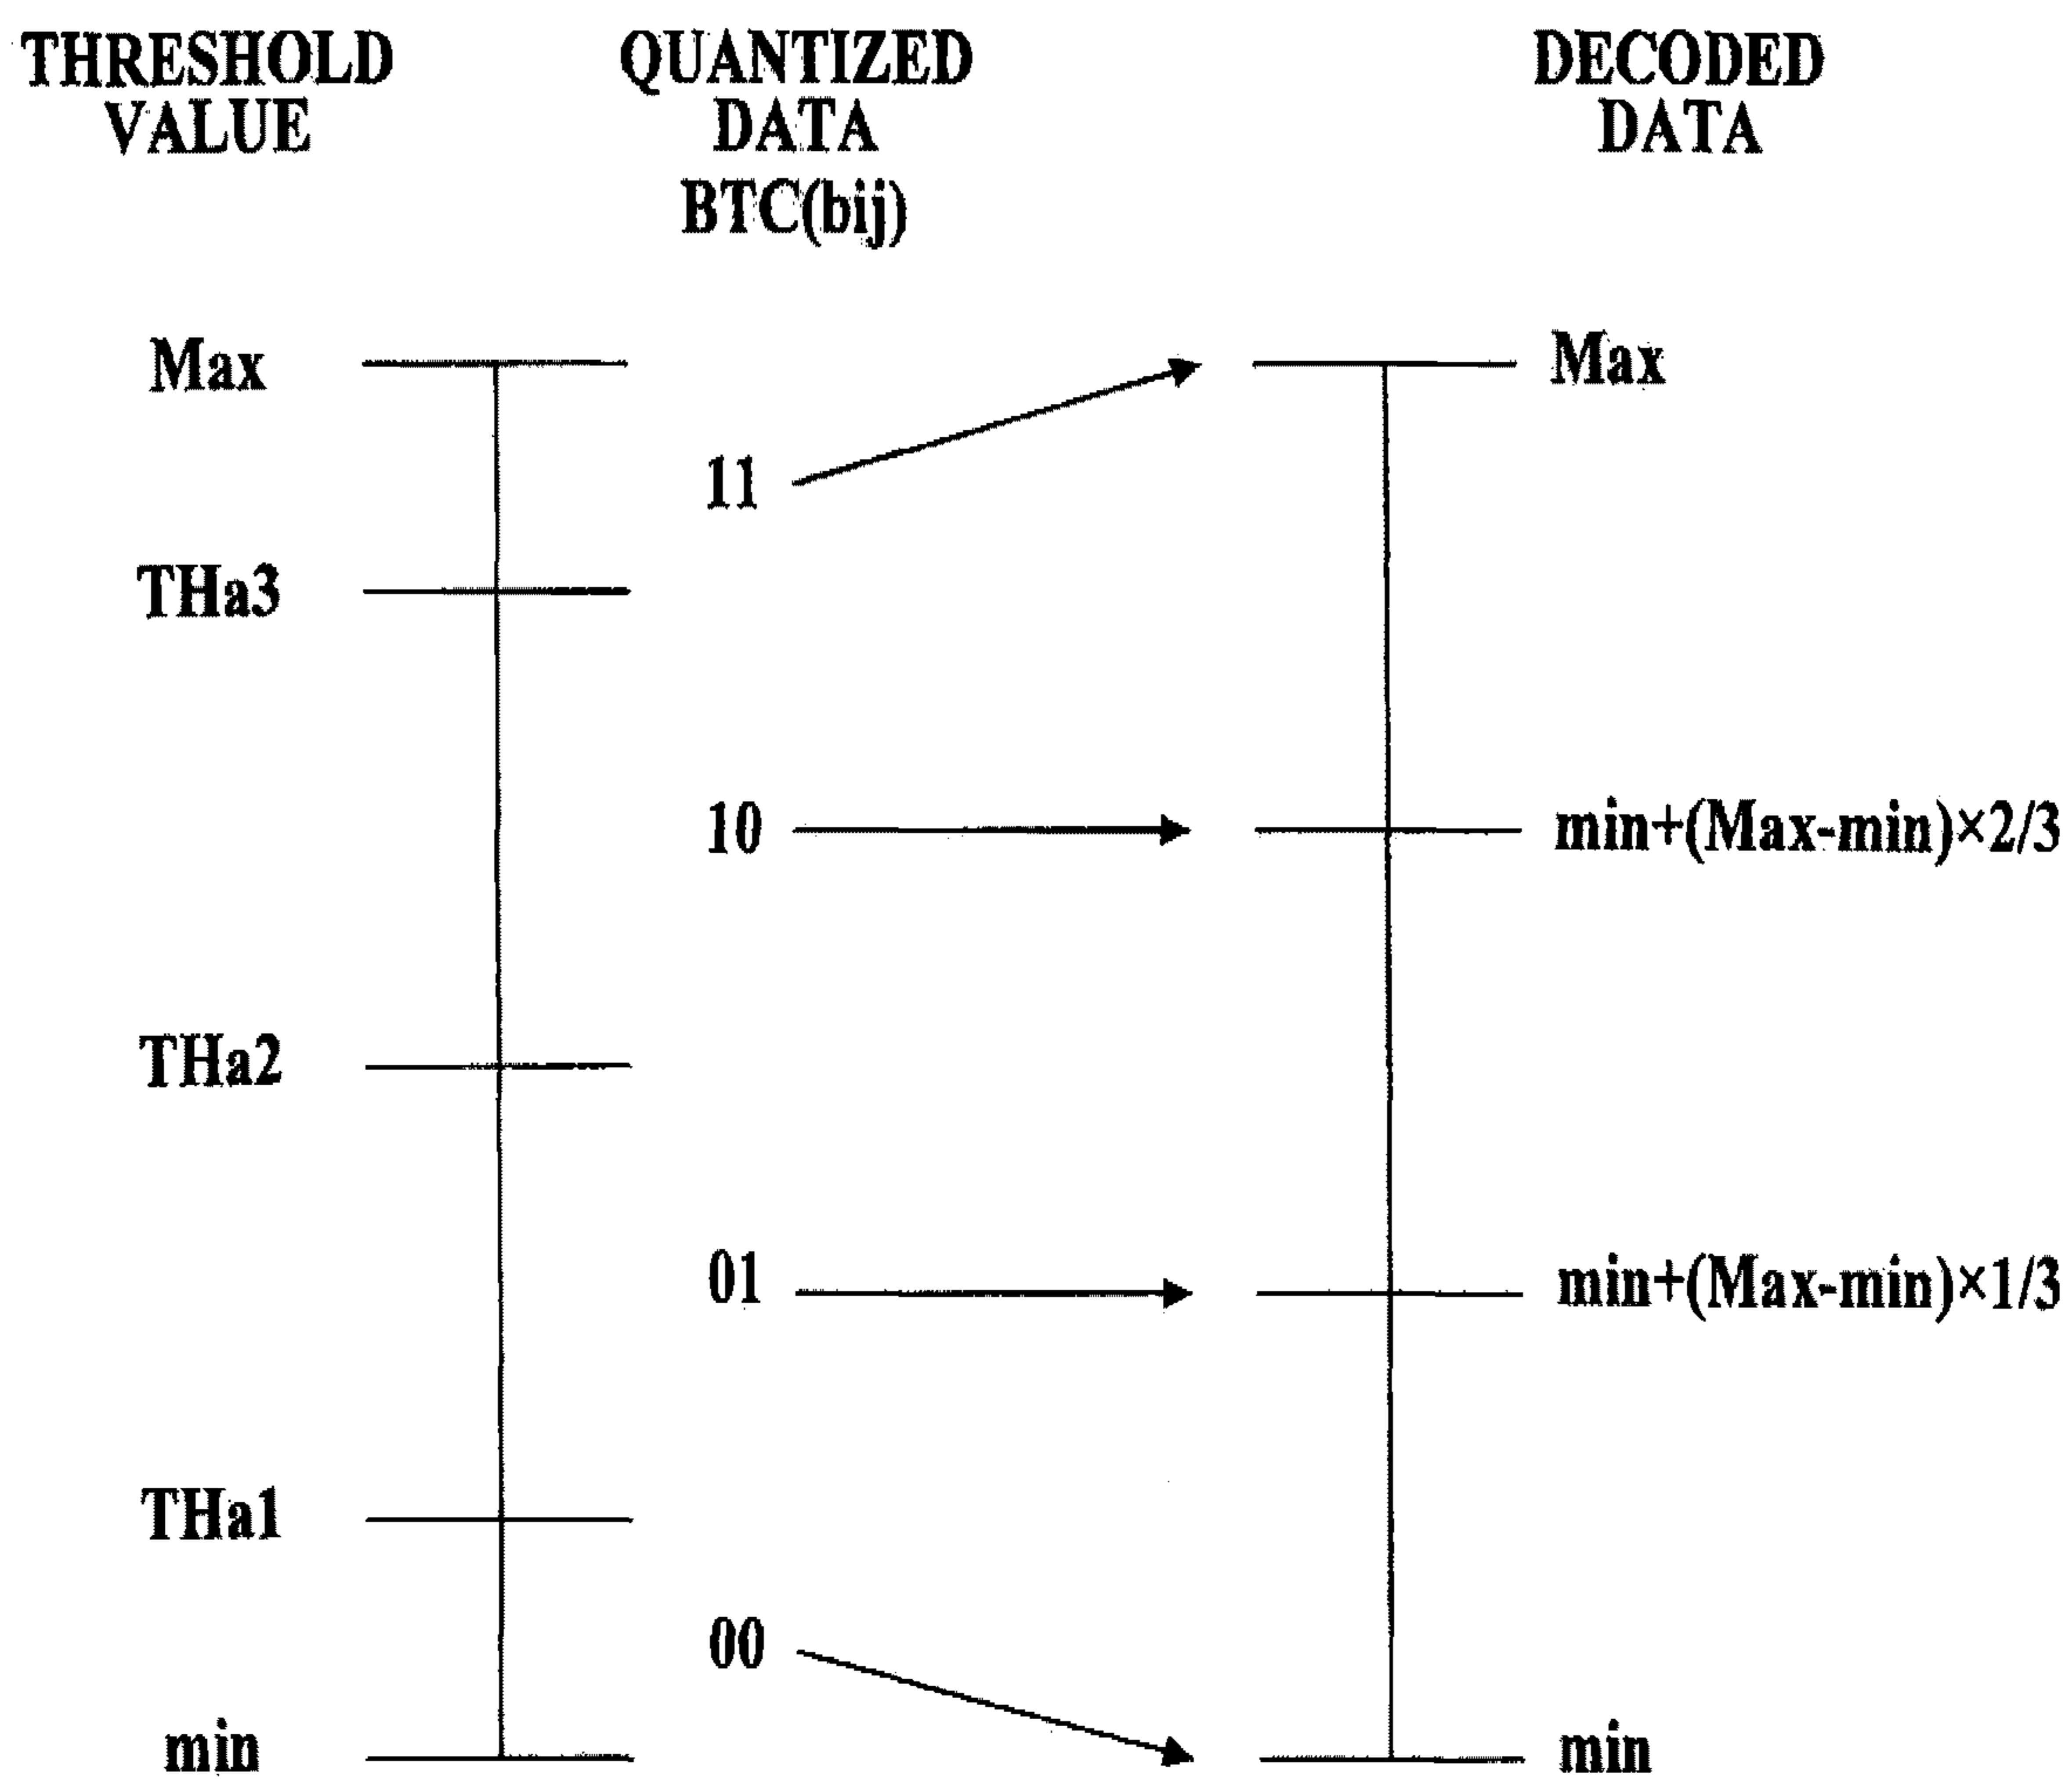 THRESHOLD
VALUE
QUANTIZED
DATA
BTC(bij)
DECODED
DATA
Max
Max
11
THa3
10
min+(Max-min)×2/3
THa2
01
min+(Max-min)×1/3
THa1
00
min
min